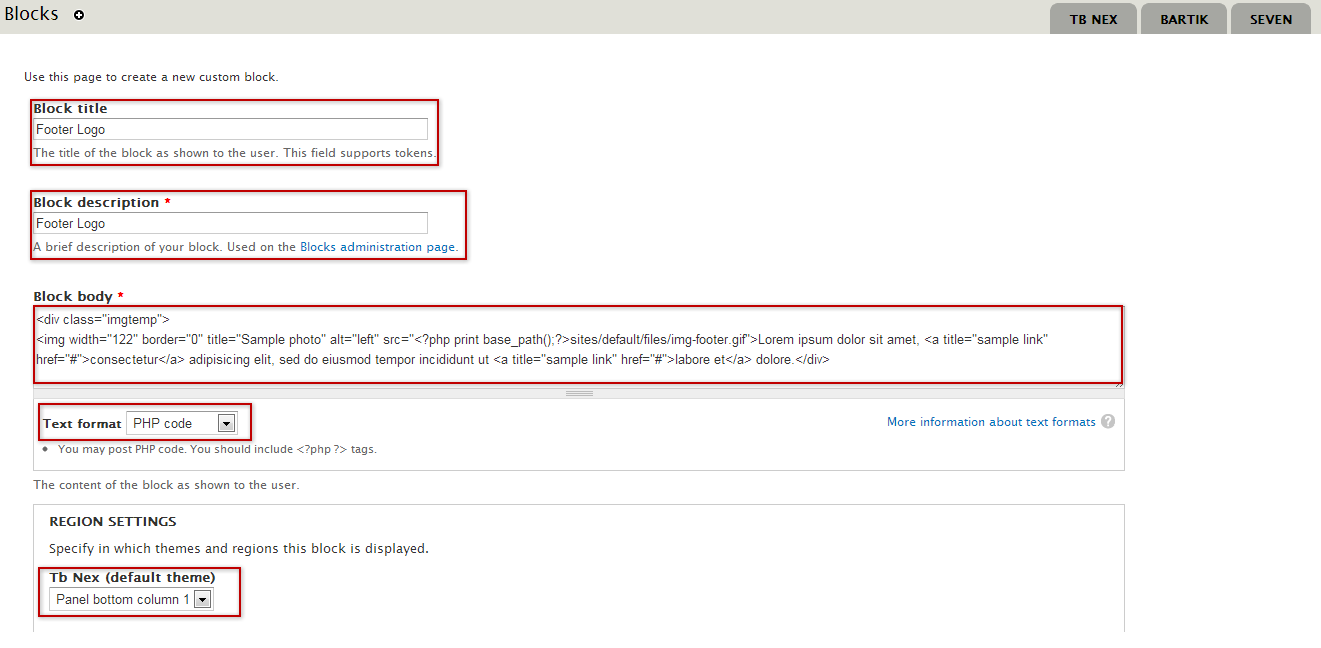 Blocks
TB NEX BARTIK SEVEN
Use this page to create a new custom block.
Block title
Footer Logo
The title of the block as shown to the user. This field supports tokens.
Block description *
Footer Logo
A brief description of your block. Used on the Blocks administration page.
Block body *
<div class="imgtemp">
<img width="122" border="0" title="Sample photo" alt="left" src="<?php print base_path();?>sites/default/files/img-footer.gif">Lorem ipsum dolor sit amet, <a title="sample link"
href="#">consectetur</a> adipisicing elit, sed do eiusmod tempor incididunt ut <a title="sample link" href="#">labore et</a> dolore.</div>
Text format PHP code
More information about text formats ?
• You may post PHP code. You should include <?php ?> tags.
The content of the block as shown to the user.
REGION SETTINGS
Specify in which themes and regions this block is displayed.
Tb Nex (default theme)
Panel bottom column 1